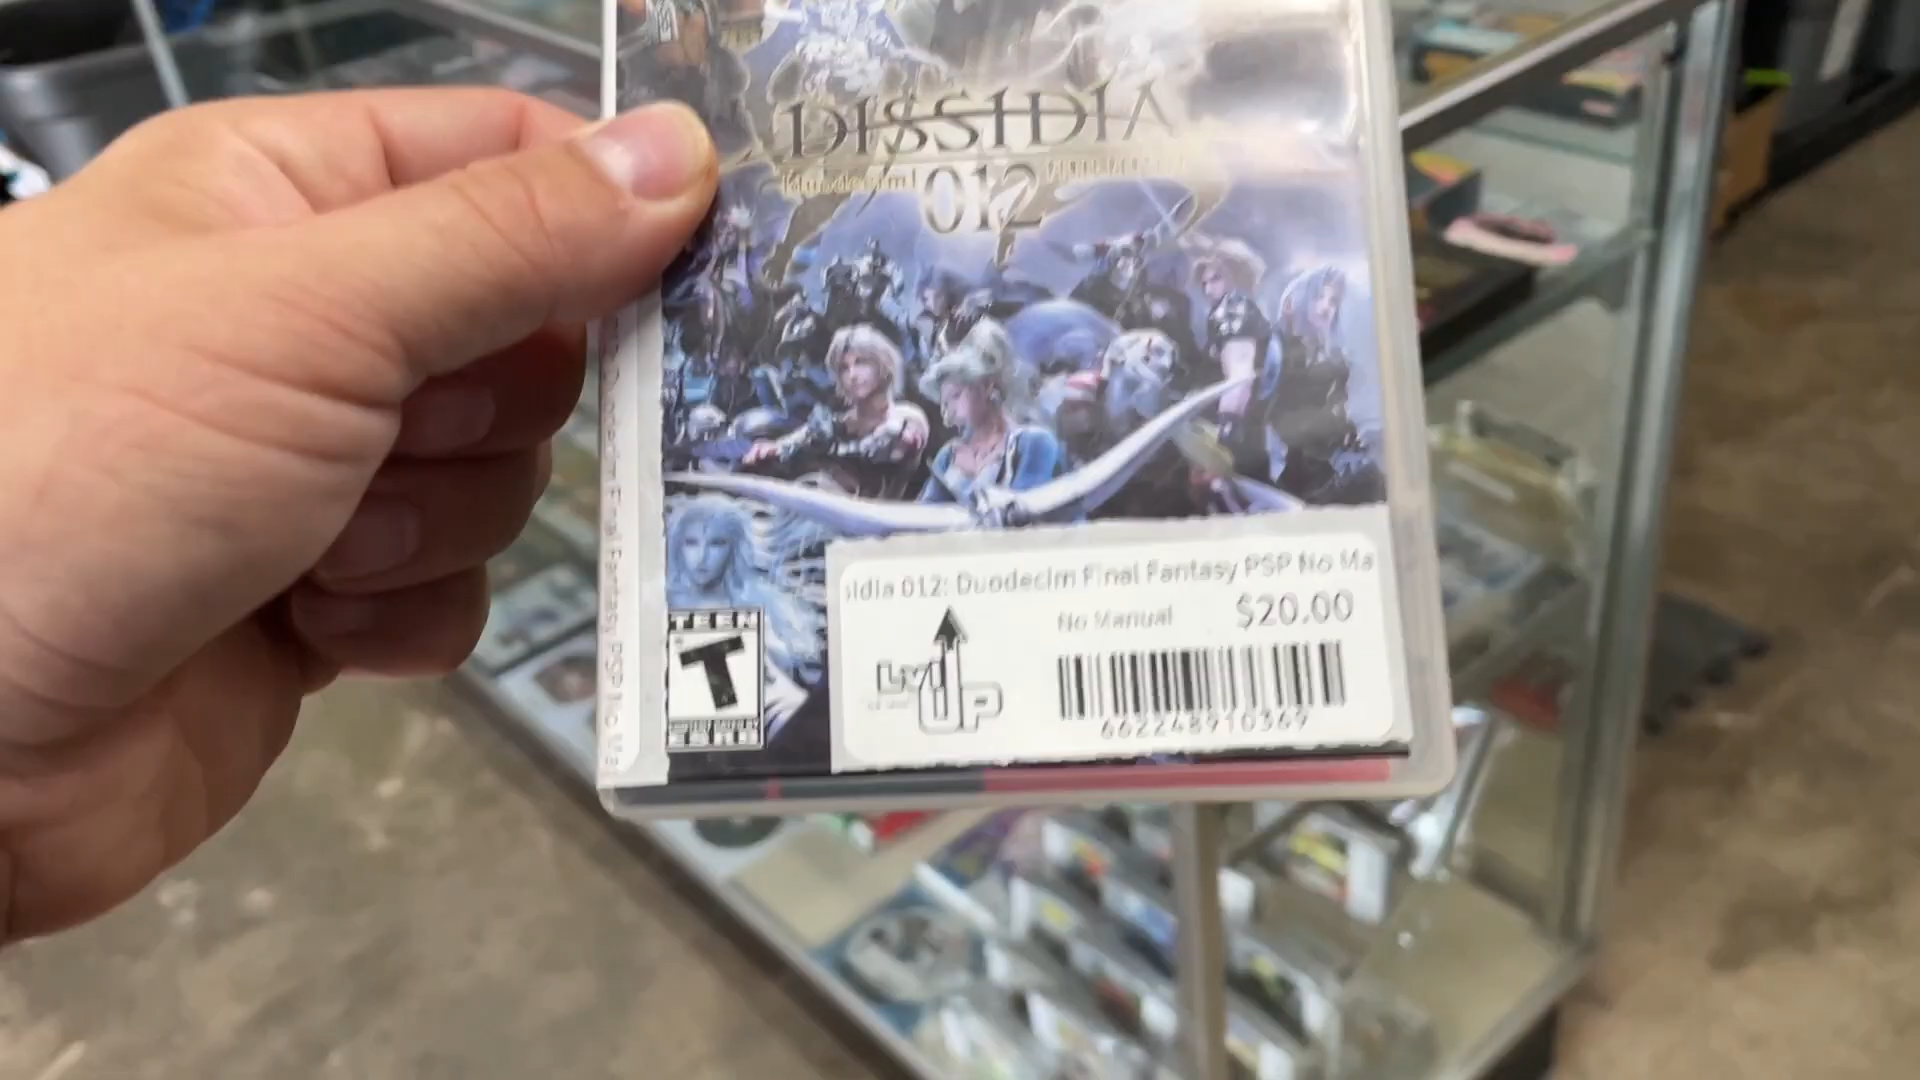 DISSIDIA
duodecim
012
sidia 012: Duodecim Final Fantasy PSP No Ma
No Manual
$20.00
Lvl UP
662248910369
TEEN
T
ESRB
Duodecim Final Fantasy PSP No Ma